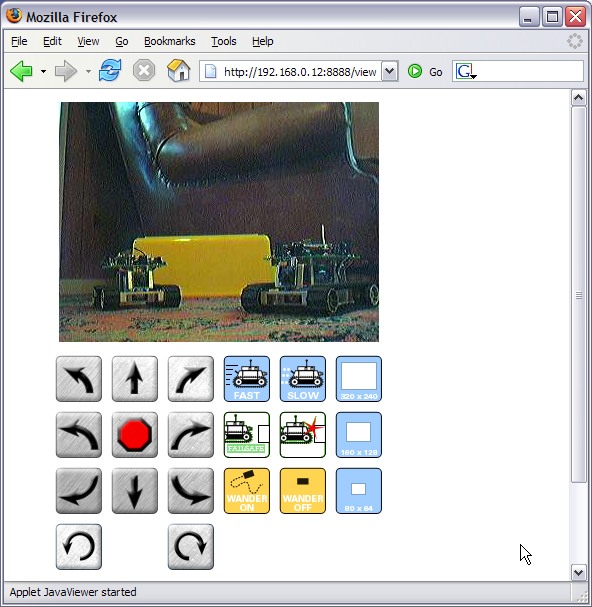 Mozilla Firefox
File Edit View Go Bookmarks Tools Help
http://192.168.0.12:8888/view Go G
FAST SLOW 320 x 240
FAILSAFE 160 x 128
WANDER ON WANDER OFF 80 x 64
Applet JavaViewer started